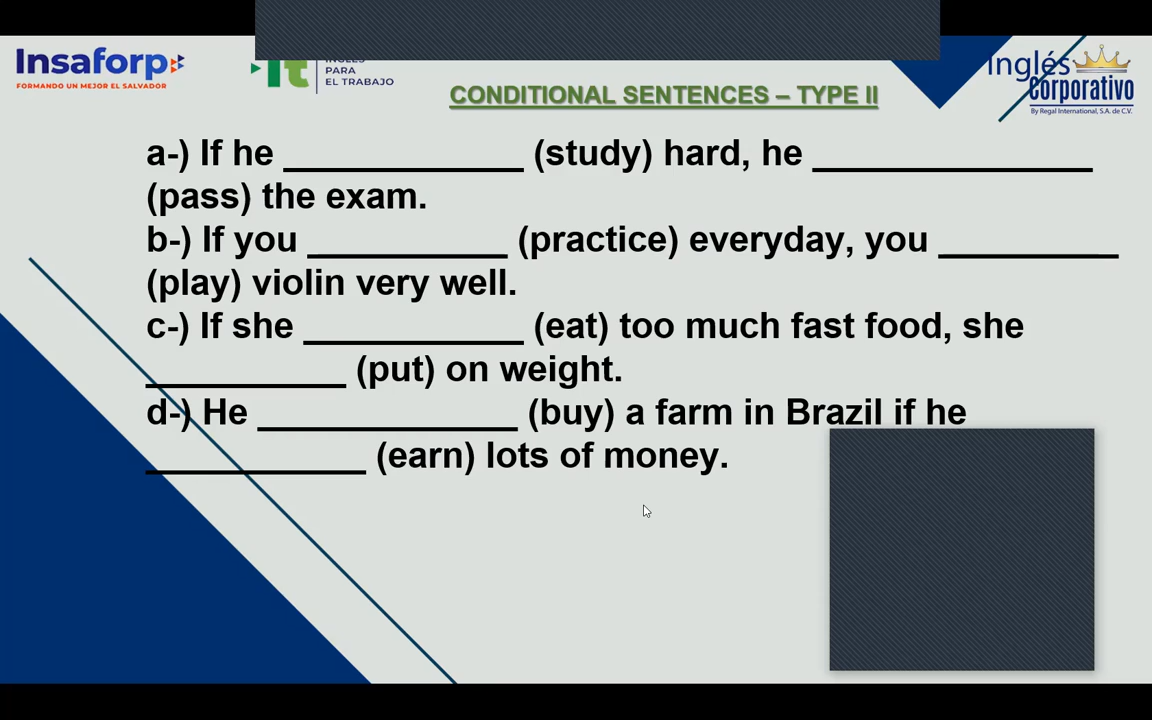 Insaforp
FORMANDO UN MEJOR EL SALVADOR
INGLÉS
PARA
EL TRABAJO
Inglés
Corporativo
By Regal International, S.A. de C.V.
CONDITIONAL SENTENCES – TYPE II
a-) If he ____________ (study) hard, he ______________
(pass) the exam.
b-) If you __________ (practice) everyday, you _________
(play) violin very well.
c-) If she ___________ (eat) too much fast food, she
__________ (put) on weight.
d-) He _____________ (buy) a farm in Brazil if he
___________ (earn) lots of money.